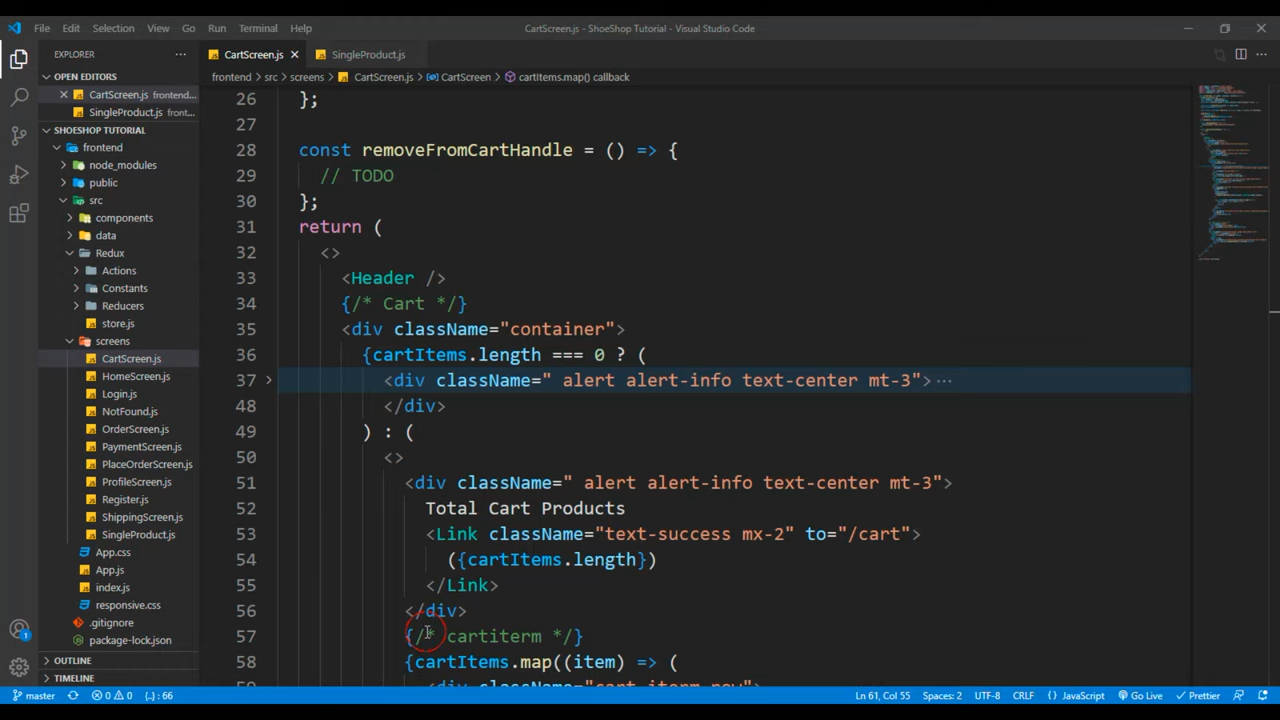 File Edit Selection View Go Run Terminal Help
CartScreen.js - ShoeShop Tutorial - Visual Studio Code
EXPLORER
OPEN EDITORS
CartScreen.js frontend...
SingleProduct.js front...
SHOESHOP TUTORIAL
frontend
node_modules
public
src
components
data
Redux
Actions
Constants
Reducers
store.js
screens
CartScreen.js
HomeScreen.js
Login.js
NotFound.js
OrderScreen.js
PaymentScreen.js
PlaceOrderScreen.js
ProfileScreen.js
Register.js
ShippingScreen.js
SingleProduct.js
App.css
App.js
index.js
responsive.css
.gitignore
package-lock.json
OUTLINE
TIMELINE
CartScreen.js SingleProduct.js
frontend > src > screens > CartScreen.js > CartScreen > cartItems.map() callback
26 };
27
28 const removeFromCartHandle = () => {
29 // TODO
30 };
31 return (
32 <>
33 <Header />
34 {/* Cart */}
35 <div className="container">
36 {cartItems.length === 0 ? (
37 <div className=" alert alert-info text-center mt-3">...
48 </div>
49 ) : (
50 <>
51 <div className=" alert alert-info text-center mt-3">
52 Total Cart Products
53 <Link className="text-success mx-2" to="/cart">
54 ({cartItems.length})
55 </Link>
56 </div>
57 {/* cartiterm */}
58 {cartItems.map((item) => (
59 <div className="cart-iterm row">
master 0 0 {..} : 66
Ln 61, Col 55 Spaces: 2 UTF-8 CRLF {} JavaScript Go Live Prettier